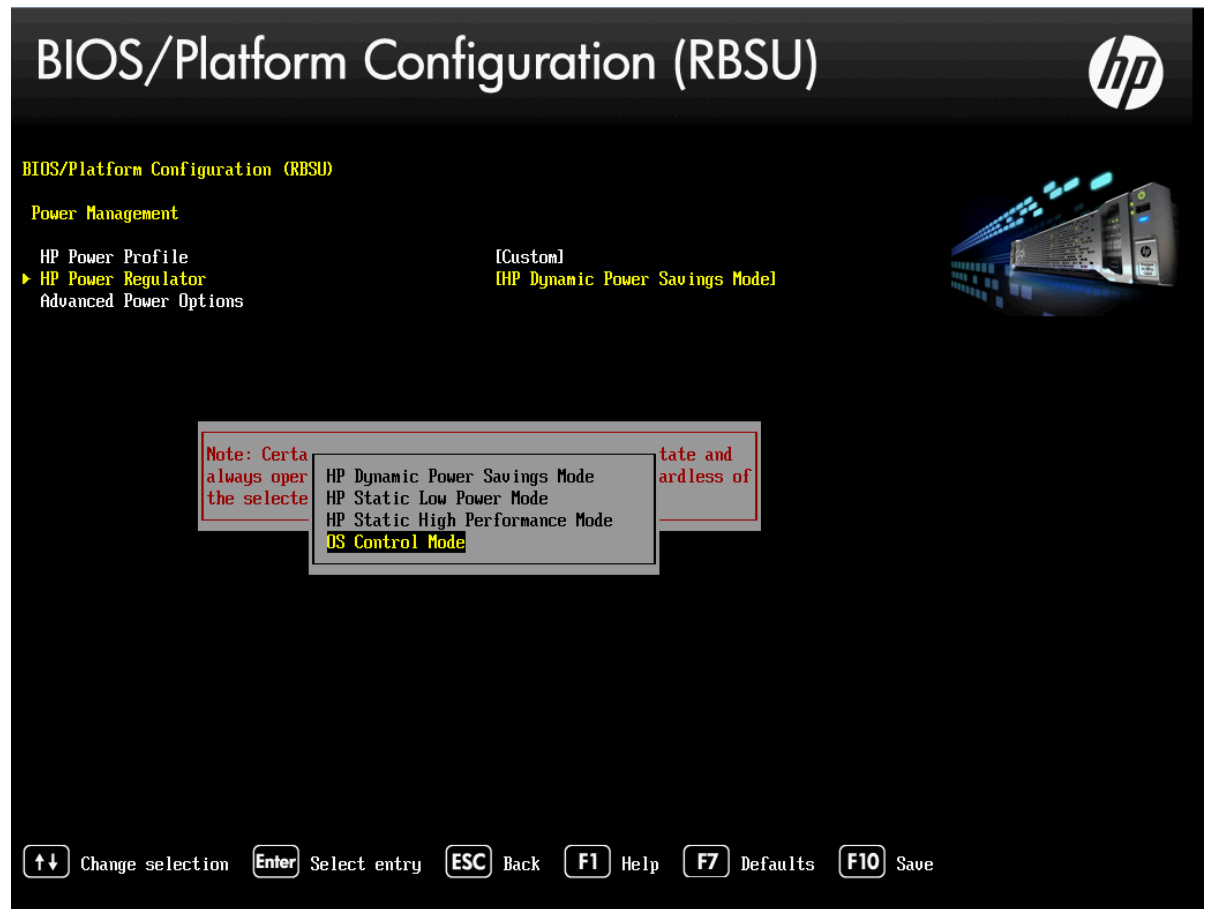 BIOS/Platform Configuration (RBSU)
hp
BIOS/Platform Configuration (RBSU)
Power Management
HP Power Profile [Custom]
HP Power Regulator [HP Dynamic Power Savings Mode]
Advanced Power Options
Note: Certa tate and
always oper ardless of
the selecte
HP Dynamic Power Savings Mode
HP Static Low Power Mode
HP Static High Performance Mode
OS Control Mode
↑↓ Change selection Enter Select entry ESC Back F1 Help F7 Defaults F10 Save